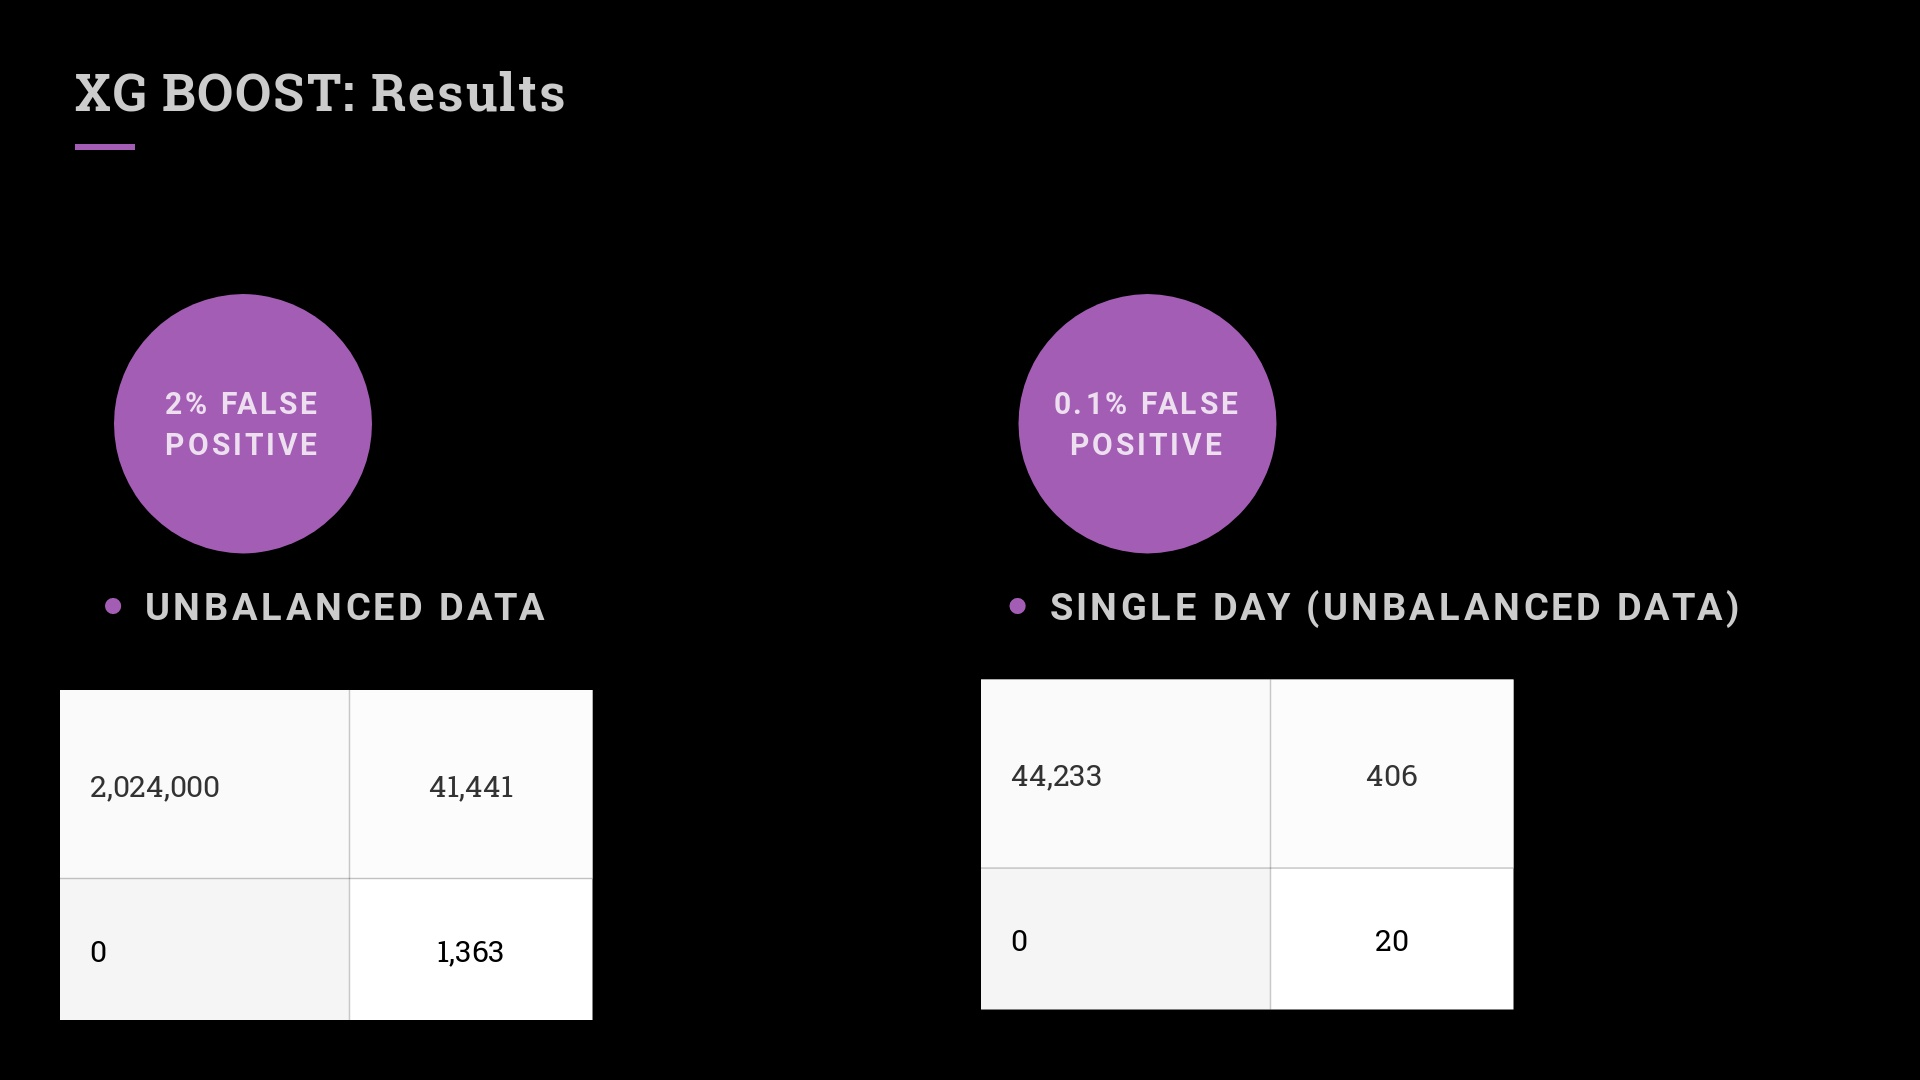 XG BOOST: Results
2% FALSE
POSITIVE
UNBALANCED DATA
2,024,000 41,441
0 1,363
0.1% FALSE
POSITIVE
SINGLE DAY (UNBALANCED DATA)
44,233 406
0 20